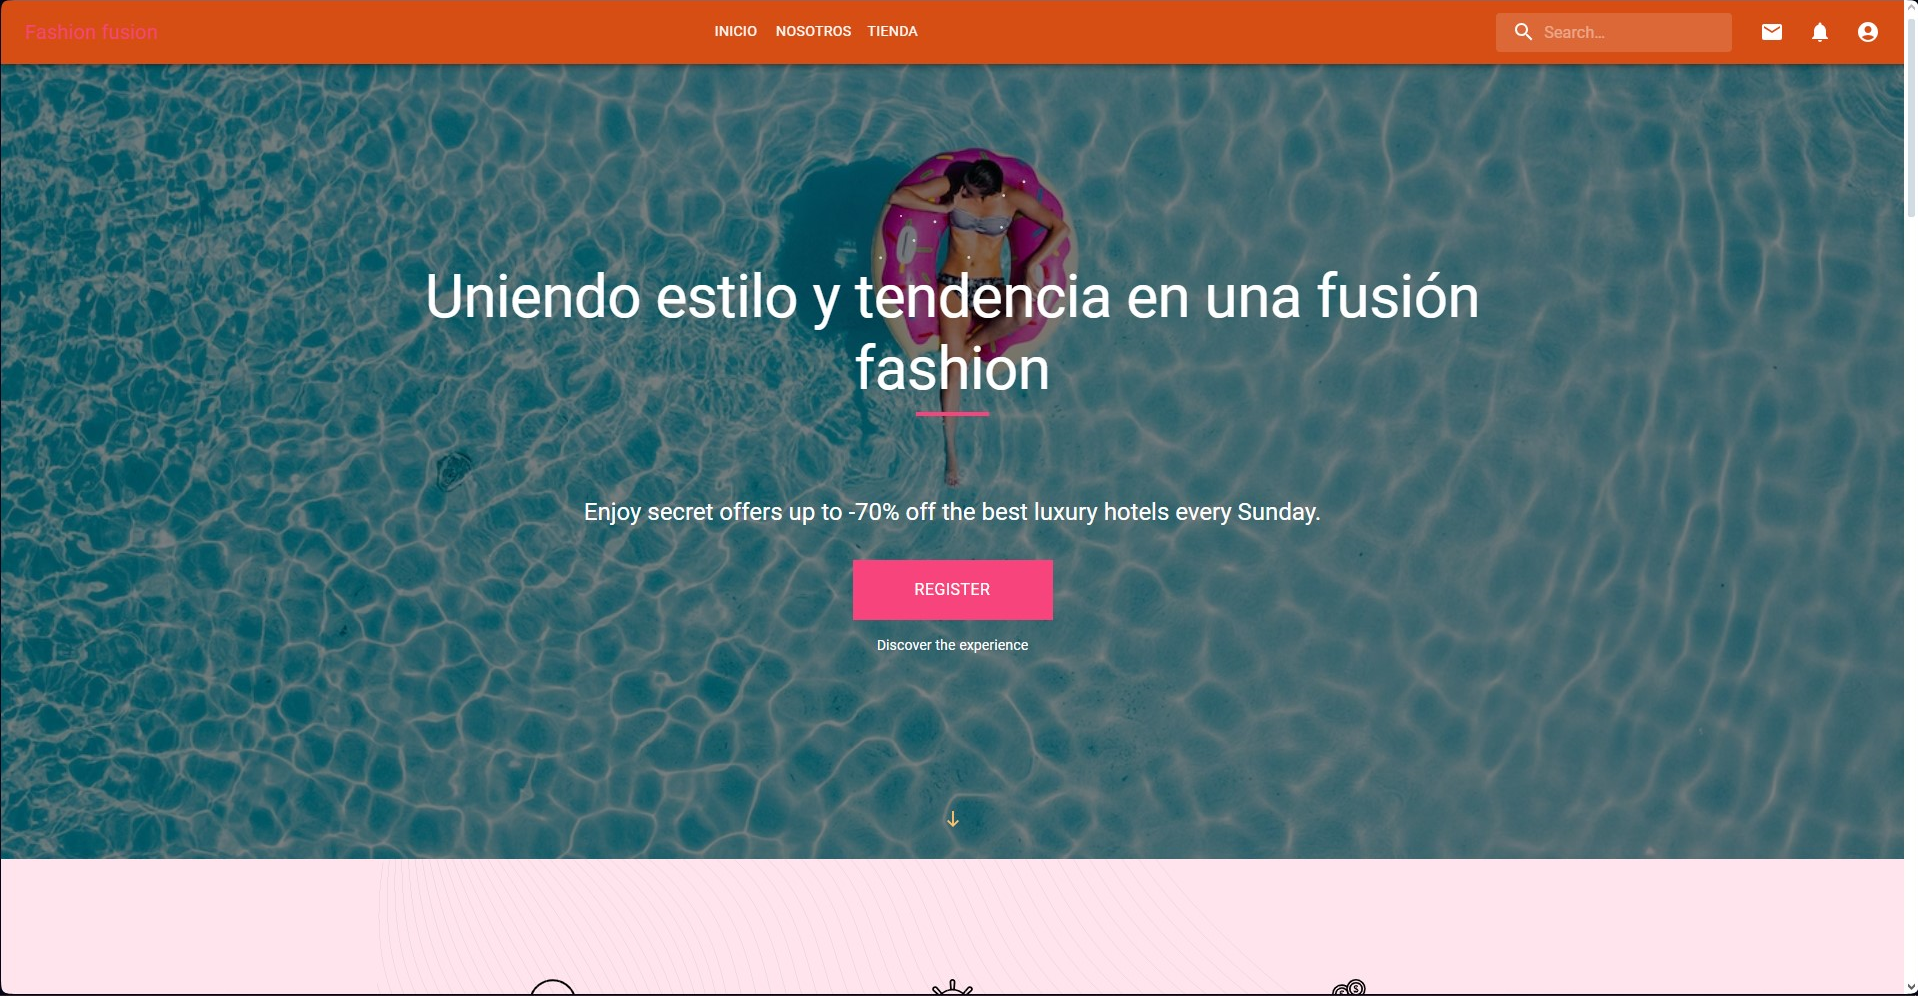 Fashion fusion
INICIO NOSOTROS TIENDA
Search…
Uniendo estilo y tendencia en una fusión
fashion
Enjoy secret offers up to -70% off the best luxury hotels every Sunday.
REGISTER
Discover the experience